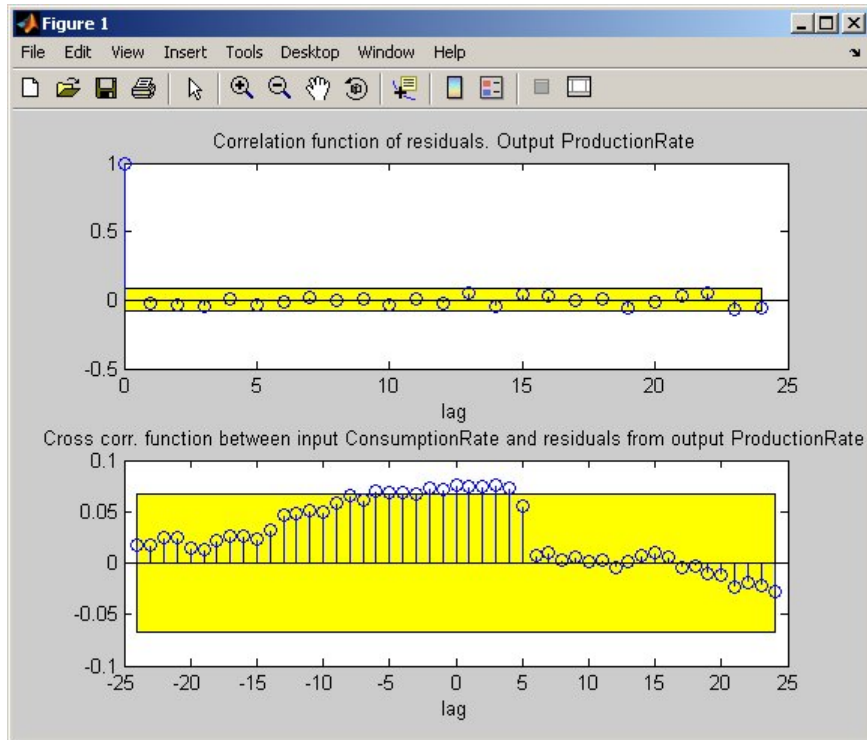 Figure 1
File Edit View Insert Tools Desktop Window Help
Correlation function of residuals. Output ProductionRate
1
0.5
0
-0.5
0 5 10 15 20 25
lag
Cross corr. function between input ConsumptionRate and residuals from output ProductionRate
0.1
0.05
0
-0.05
-0.1
-25 -20 -15 -10 -5 0 5 10 15 20 25
lag